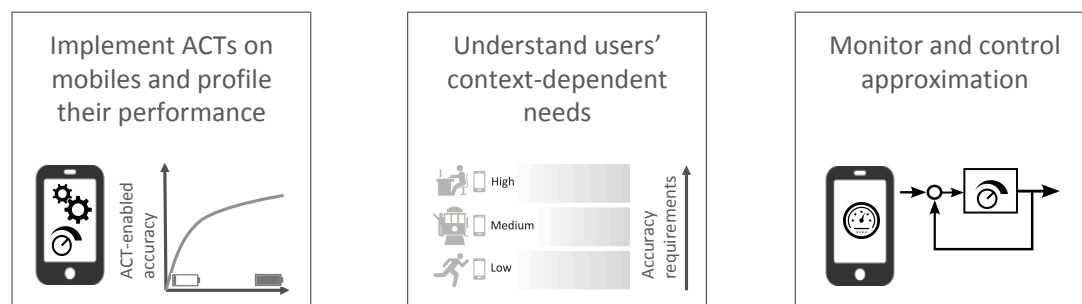 Implement ACTs on
mobiles and profile
their performance
ACT-enabled
accuracy
Understand users’
context-dependent
needs
High
Medium
Low
Accuracy
requirements
Monitor and control
approximation